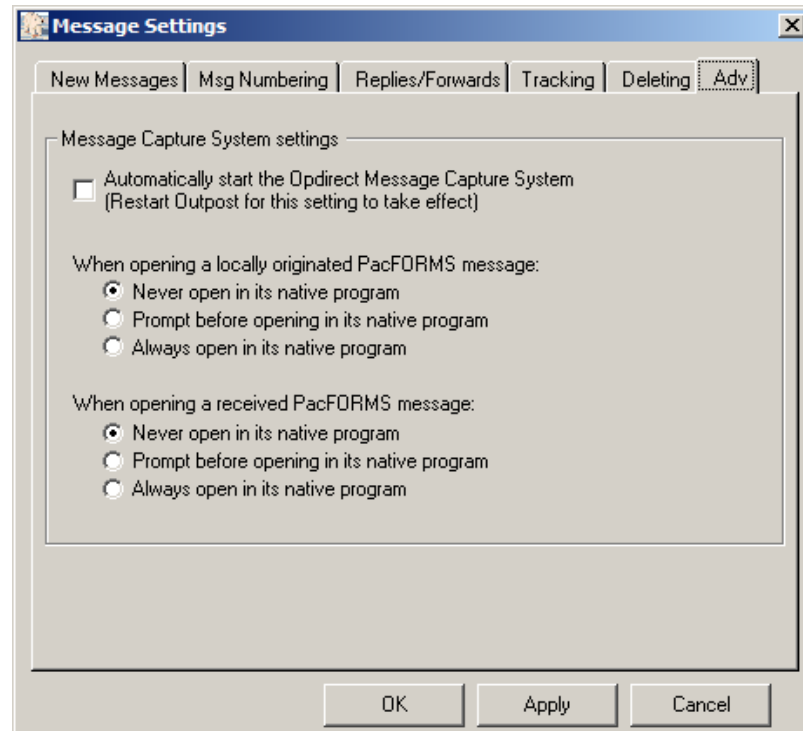 Message Settings
New Messages
Msg Numbering
Replies/Forwards
Tracking
Deleting
Adv
Message Capture System settings
Automatically start the Opdirect Message Capture System
(Restart Outpost for this setting to take effect)
When opening a locally originated PacFORMS message:
Never open in its native program
Prompt before opening in its native program
Always open in its native program
When opening a received PacFORMS message:
Never open in its native program
Prompt before opening in its native program
Always open in its native program
OK
Apply
Cancel